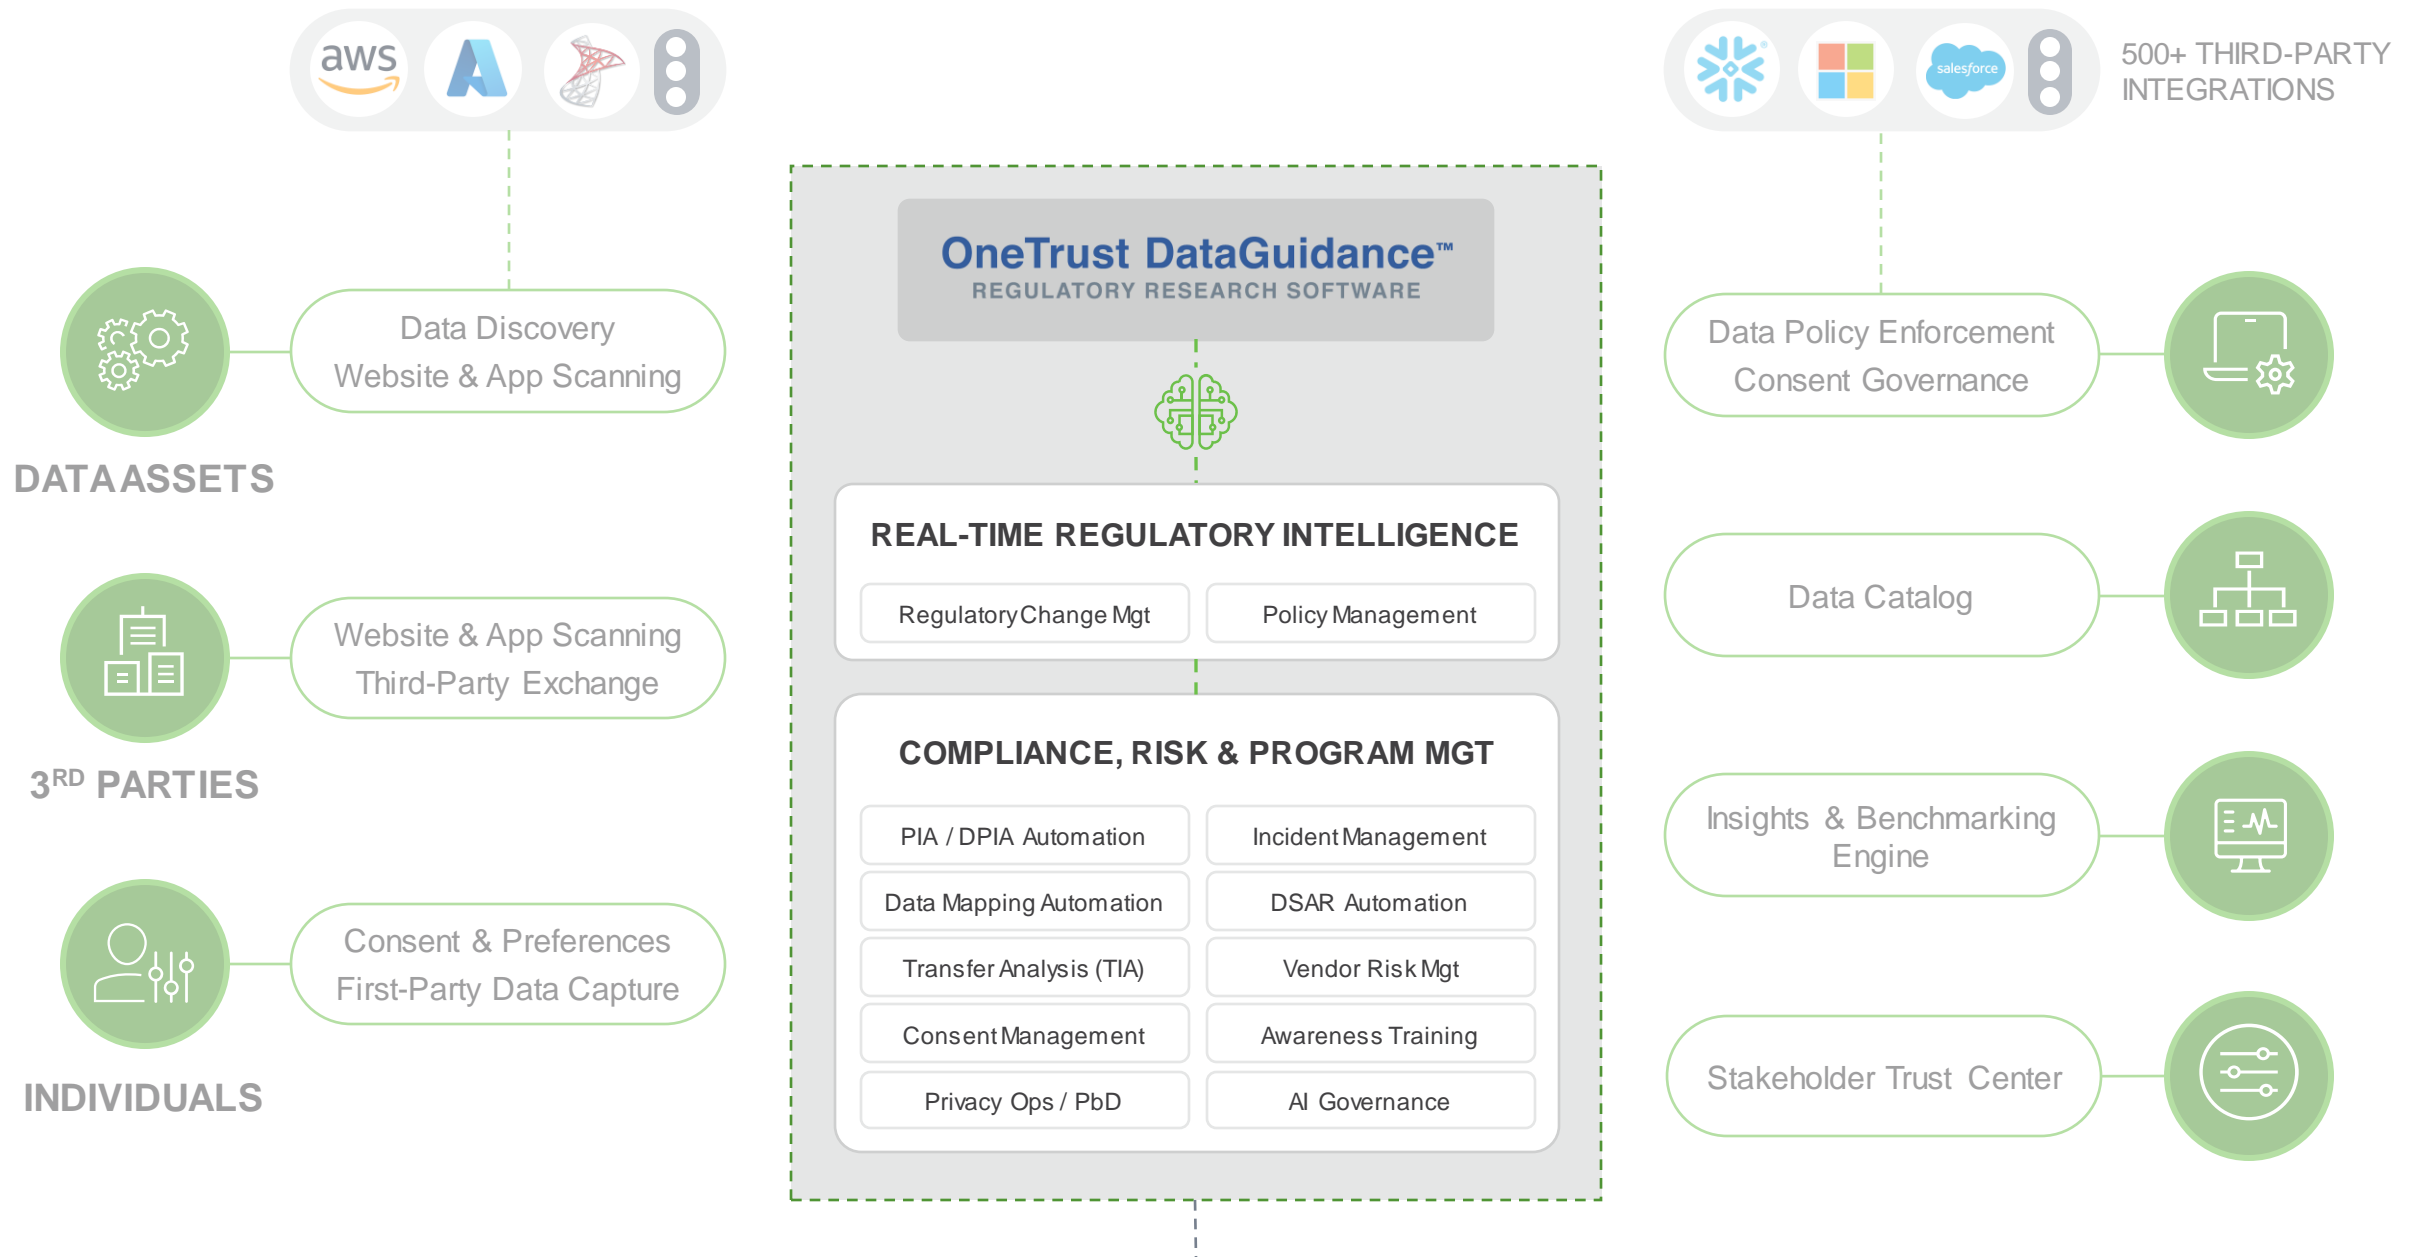 aws
salesforce
500+ THIRD-PARTY
INTEGRATIONS
Data Discovery
Website & App Scanning
DATA ASSETS
Website & App Scanning
Third-Party Exchange
3RD PARTIES
Consent & Preferences
First-Party Data Capture
INDIVIDUALS
OneTrust DataGuidance™
REGULATORY RESEARCH SOFTWARE
REAL-TIME REGULATORY INTELLIGENCE
Regulatory Change Mgt
Policy Management
COMPLIANCE, RISK & PROGRAM MGT
PIA / DPIA Automation
Incident Management
Data Mapping Automation
DSAR Automation
Transfer Analysis (TIA)
Vendor Risk Mgt
Consent Management
Awareness Training
Privacy Ops / PbD
AI Governance
Data Policy Enforcement
Consent Governance
Data Catalog
Insights & Benchmarking
Engine
Stakeholder Trust Center